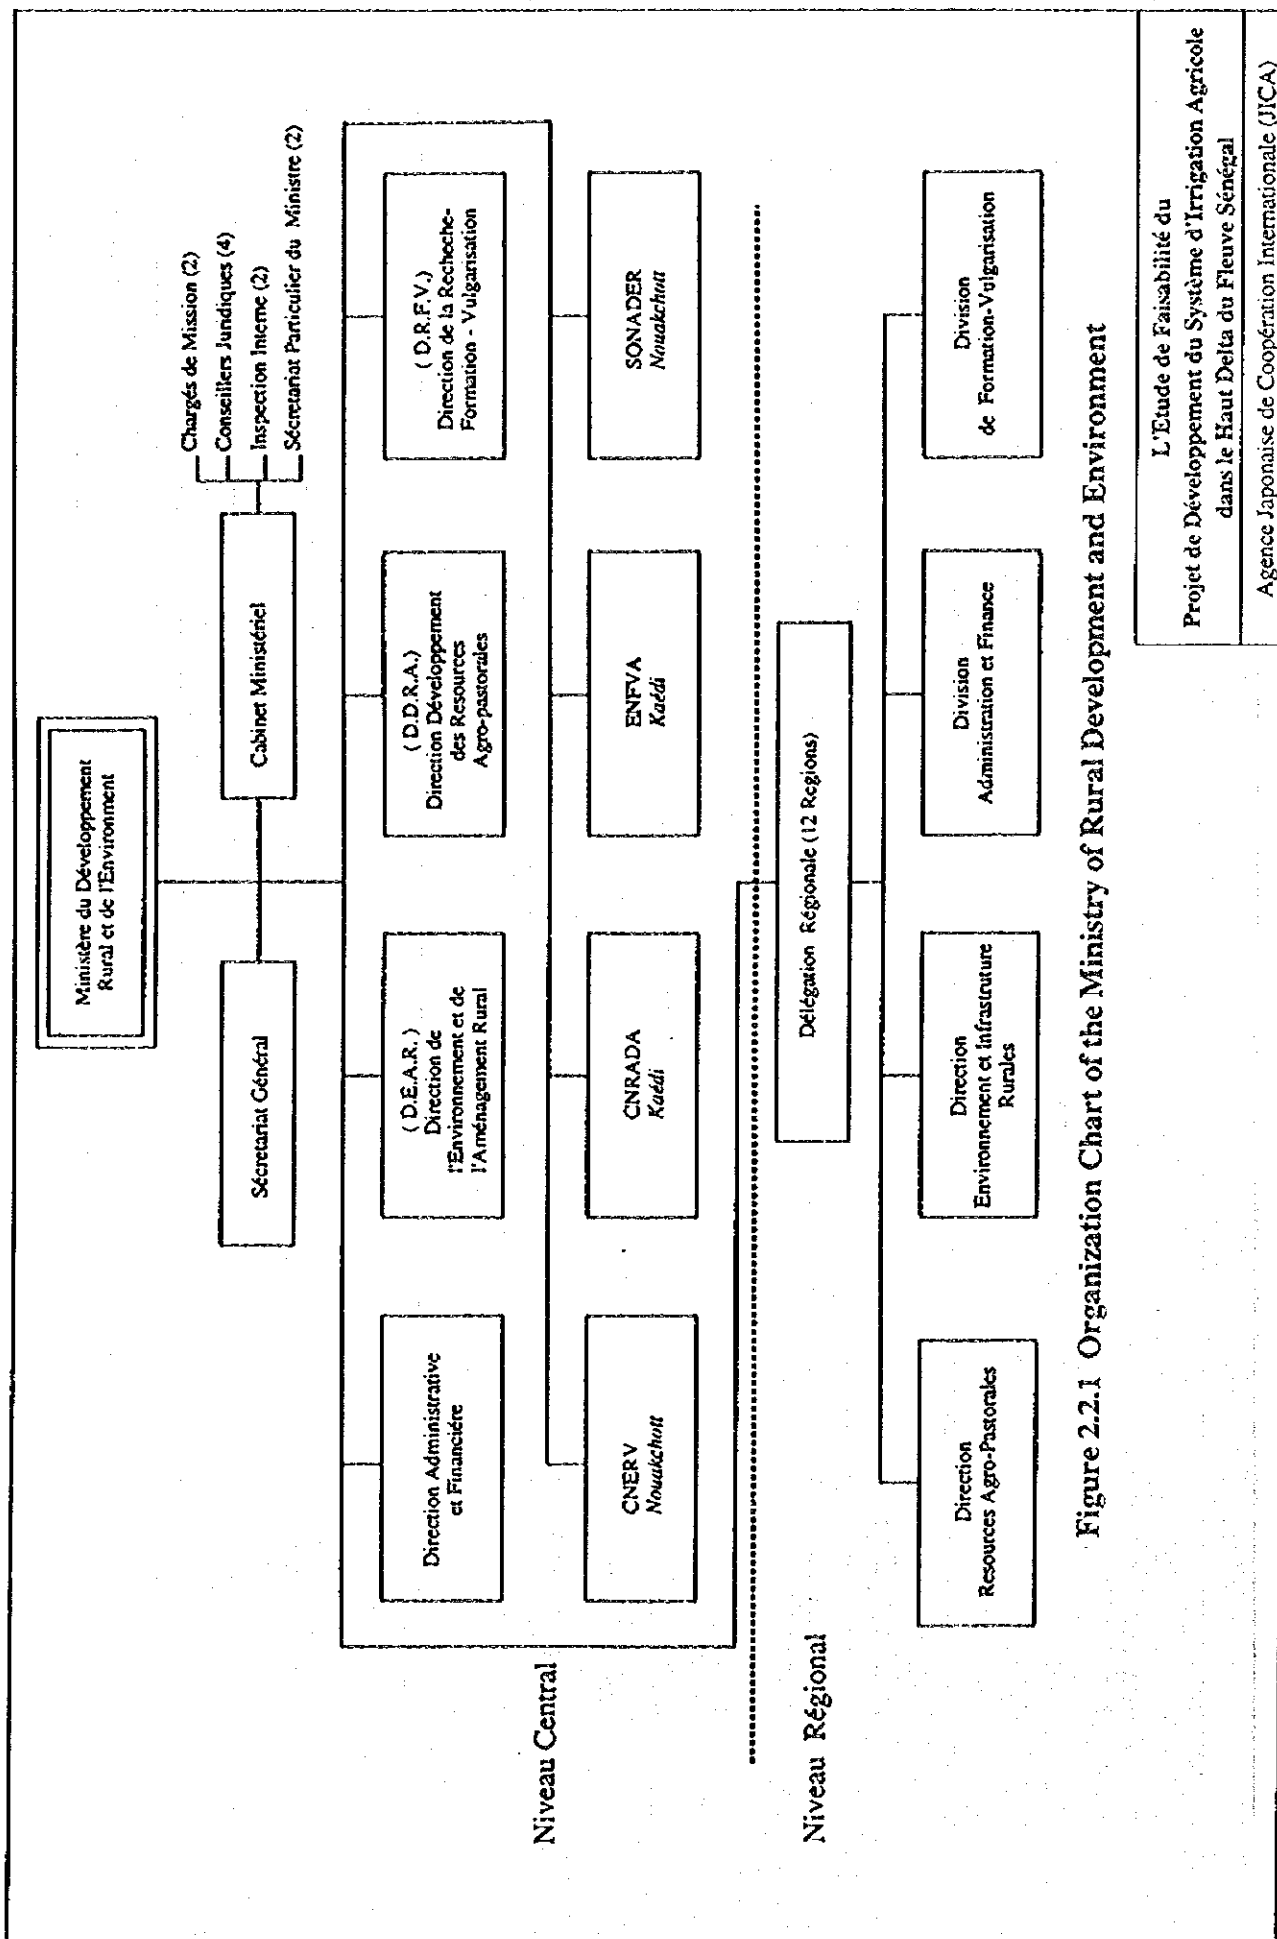 Ministère du Développement
Rural et de l'Environment
Sécretariat Général
Cabinet Ministériel
Chargés de Mission (2)
Conseillers Juridiques (4)
Inspection Interne (2)
Sécretariat Particulier du Ministre (2)
Niveau Central
Direction Administrative
et Financiére
( D.E.A.R. )
Direction de
l'Environnement et de
l'Aménagement Rural
( D.D.R.A.)
Direction Développement
des Resources
Agro-pastorales
( D.R.F.V.)
Direction de la Recheche-
Formation - Vulgarisation
CNERV
Nouakchott
CNRADA
Kaédi
ENFVA
Kaédi
SONADER
Nouakchott
Niveau Régional
Délégation Régionale (12 Regions)
Direction
Resources Agro-Pastorales
Direction
Environnement et Infrastruture
Rurales
Division
Administration et Finance
Division
de Formation-Vulgarisation
Figure 2.2.1 Organization Chart of the Ministry of Rural Development and Environment
L'Etude de Faisabilité du
Projet de Développement du Système d'Irrigation Agricole
dans le Haut Delta du Fleuve Sénégal
Agence Japonaise de Coopération Internationale (JICA)